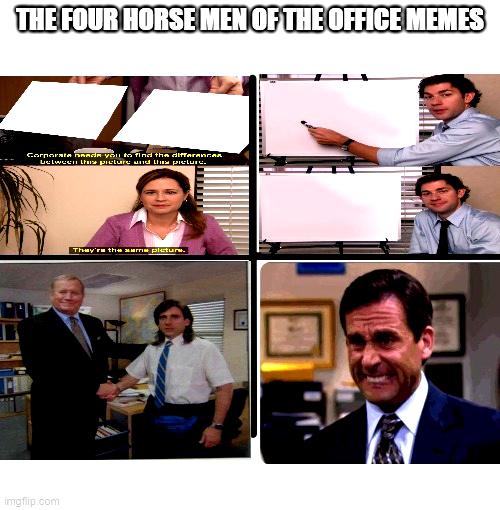 THE FOUR HORSE MEN OF THE OFFICE MEMES
Corporate needs you to find the differences
between this picture and this picture.
They're the same picture.
imgflip.com